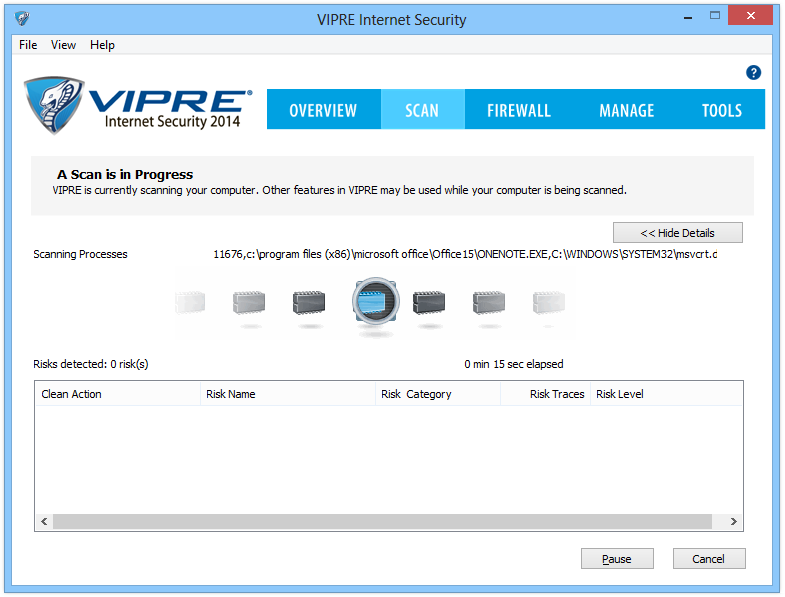 VIPRE Internet Security
File View Help
?
VIPRE®
Internet Security 2014
OVERVIEW SCAN FIREWALL MANAGE TOOLS
A Scan is in Progress
VIPRE is currently scanning your computer. Other features in VIPRE may be used while your computer is being scanned.
<< Hide Details
Scanning Processes 11676,c:\program files (x86)\microsoft office\Office15\ONENOTE.EXE,C:\WINDOWS\SYSTEM32\msvcrt.d
Risks detected: 0 risk(s) 0 min 15 sec elapsed
Clean Action Risk Name Risk Category Risk Traces Risk Level
Pause Cancel